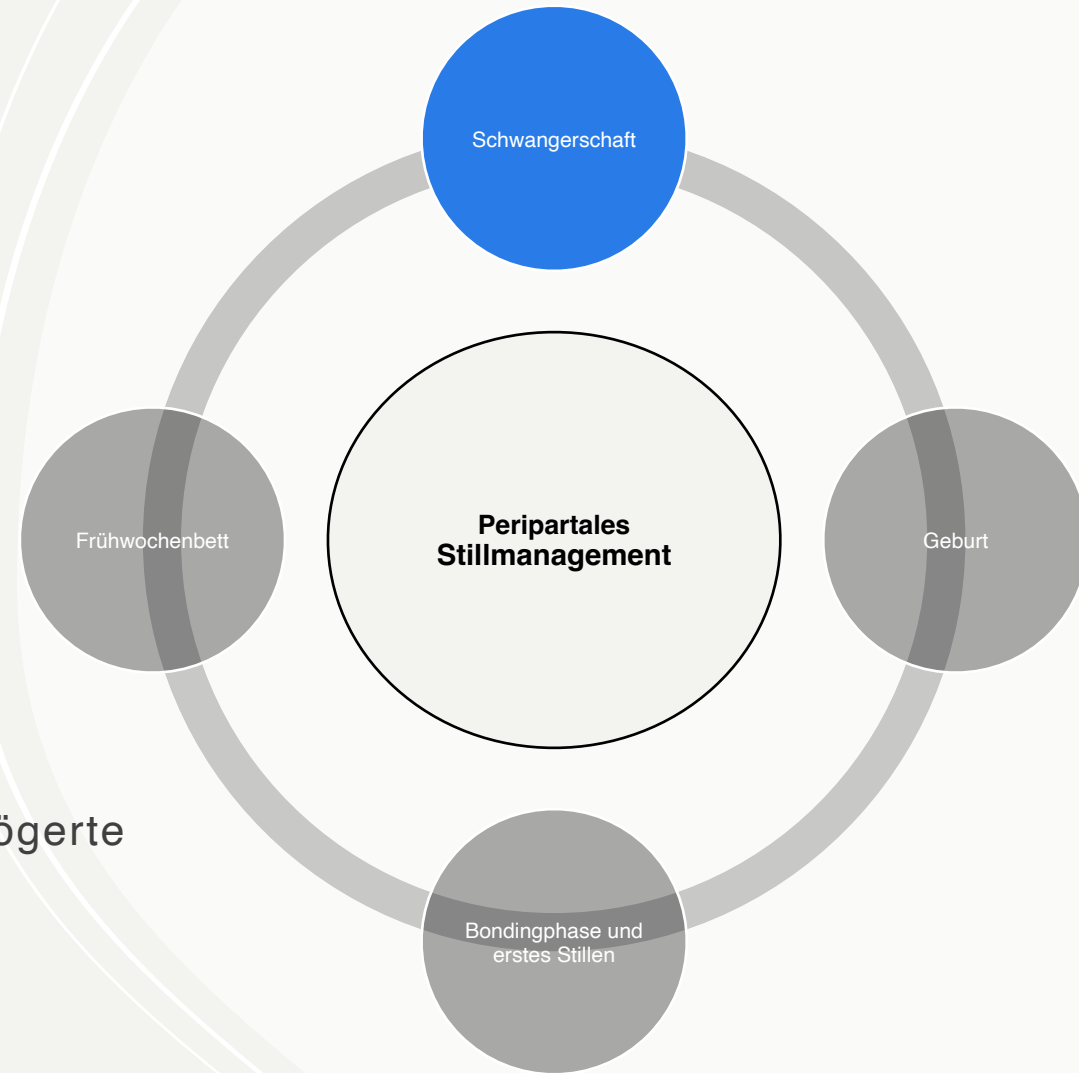 Schwangerschaft
Frühwochenbett
Peripartales
Stillmanagement
Geburt
ögerte
Bondingphase und
erstes Stillen